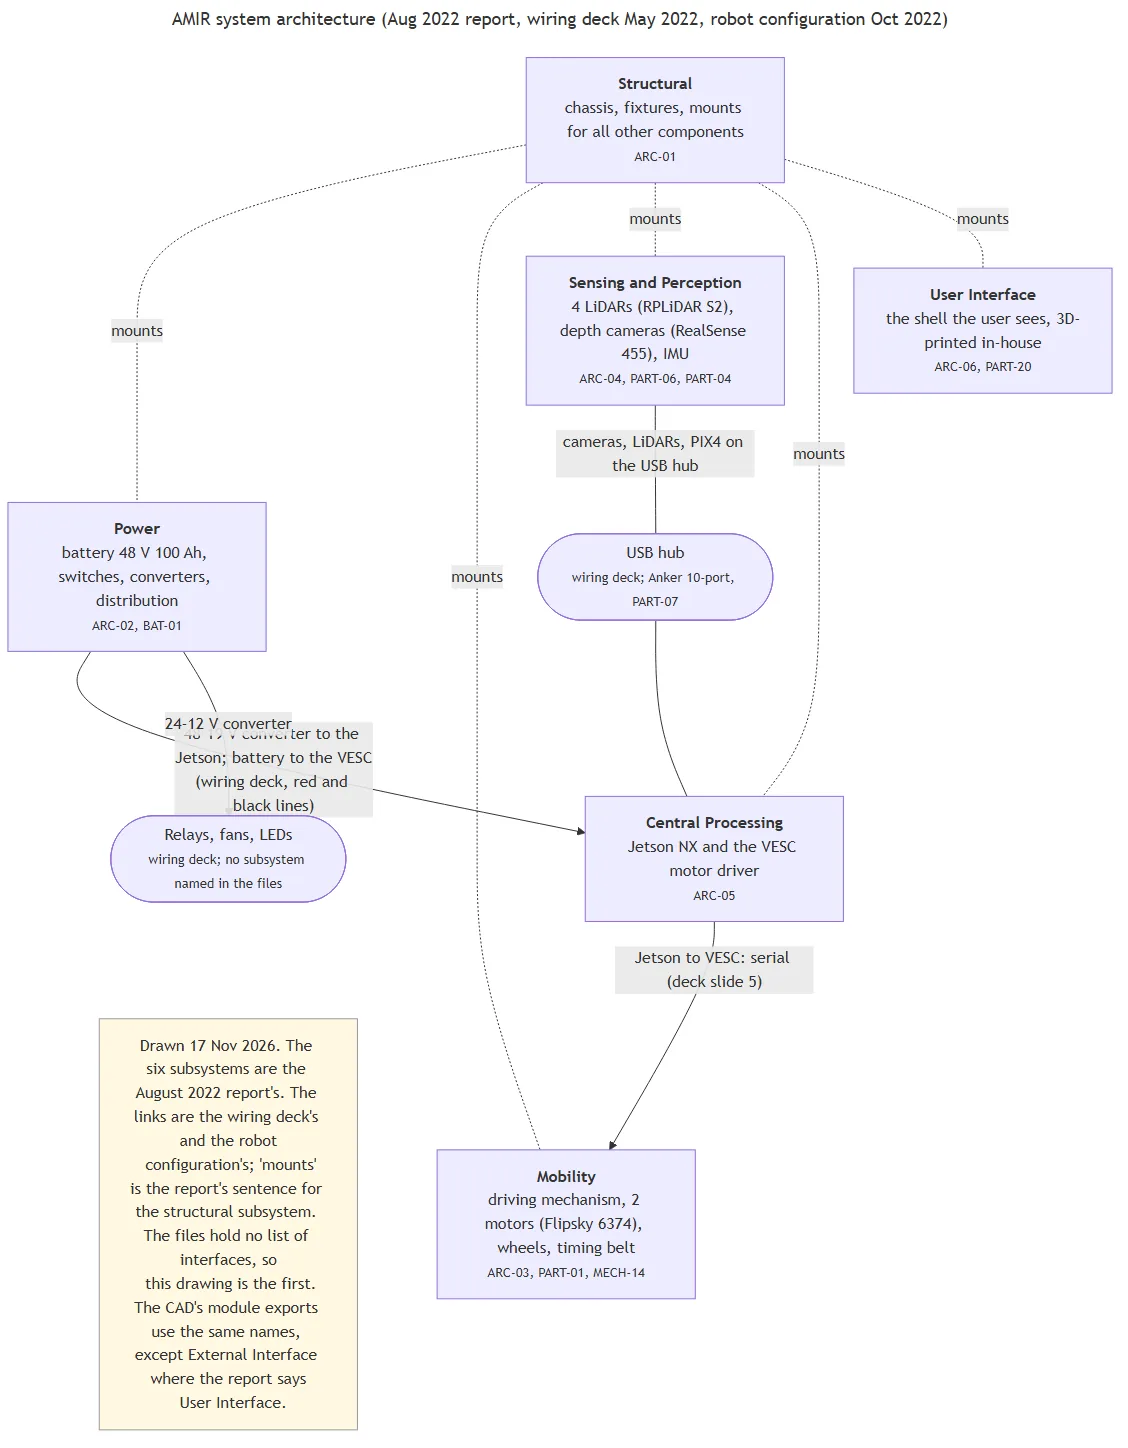 AMIR system architecture (Aug 2022 report, wiring deck May 2022, robot configuration Oct 2022)
Structural
chassis, fixtures, mounts
for all other components
ARC-01
mounts
mounts
mounts
mounts
mounts
Sensing and Perception
4 LiDARs (RPLiDAR S2),
depth cameras (RealSense
455), IMU
ARC-04, PART-06, PART-04
User Interface
the shell the user sees, 3D-
printed in-house
ARC-06, PART-20
cameras, LiDARs, PIX4 on
the USB hub
Power
battery 48 V 100 Ah,
switches, converters,
distribution
ARC-02, BAT-01
USB hub
wiring deck; Anker 10-port,
PART-07
24-12 V converter
48-19 V converter to the
Jetson; battery to the VESC
(wiring deck, red and
black lines)
Relays, fans, LEDs
wiring deck; no subsystem
named in the files
Central Processing
Jetson NX and the VESC
motor driver
ARC-05
Jetson to VESC: serial
(deck slide 5)
Drawn 17 Nov 2026. The
six subsystems are the
August 2022 report's. The
links are the wiring deck's
and the robot
configuration's; 'mounts'
is the report's sentence for
the structural subsystem.
The files hold no list of
interfaces, so
this drawing is the first.
The CAD's module exports
use the same names,
except External Interface
where the report says
User Interface.
Mobility
driving mechanism, 2
motors (Flipsky 6374),
wheels, timing belt
ARC-03, PART-01, MECH-14